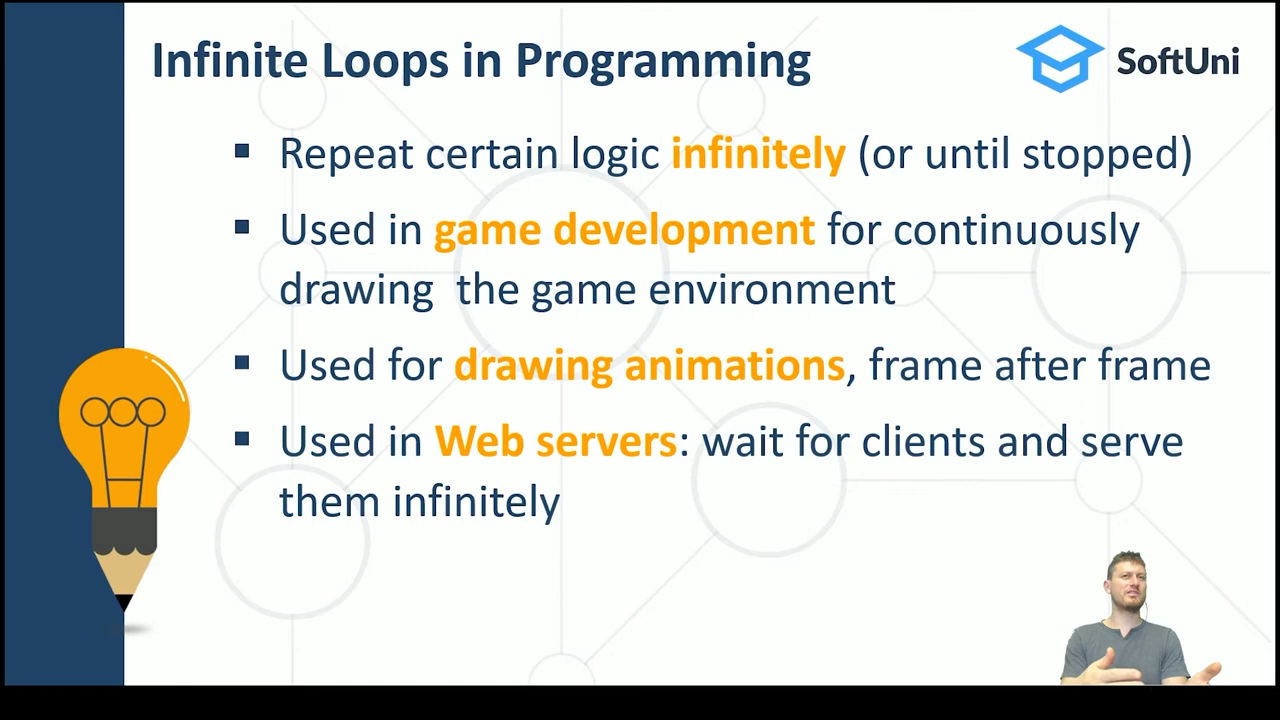 Infinite Loops in Programming
SoftUni
▪ Repeat certain logic infinitely (or until stopped)
▪ Used in game development for continuously
drawing  the game environment
▪ Used for drawing animations, frame after frame
▪ Used in Web servers: wait for clients and serve
them infinitely